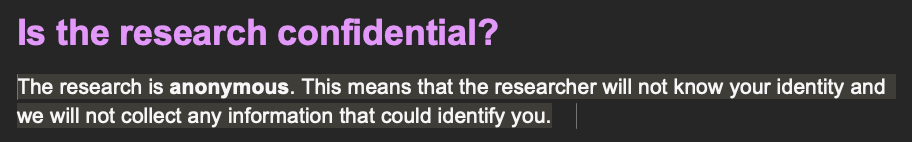 Is the research confidential?
The research is anonymous. This means that the researcher will not know your identity and
we will not collect any information that could identify you.